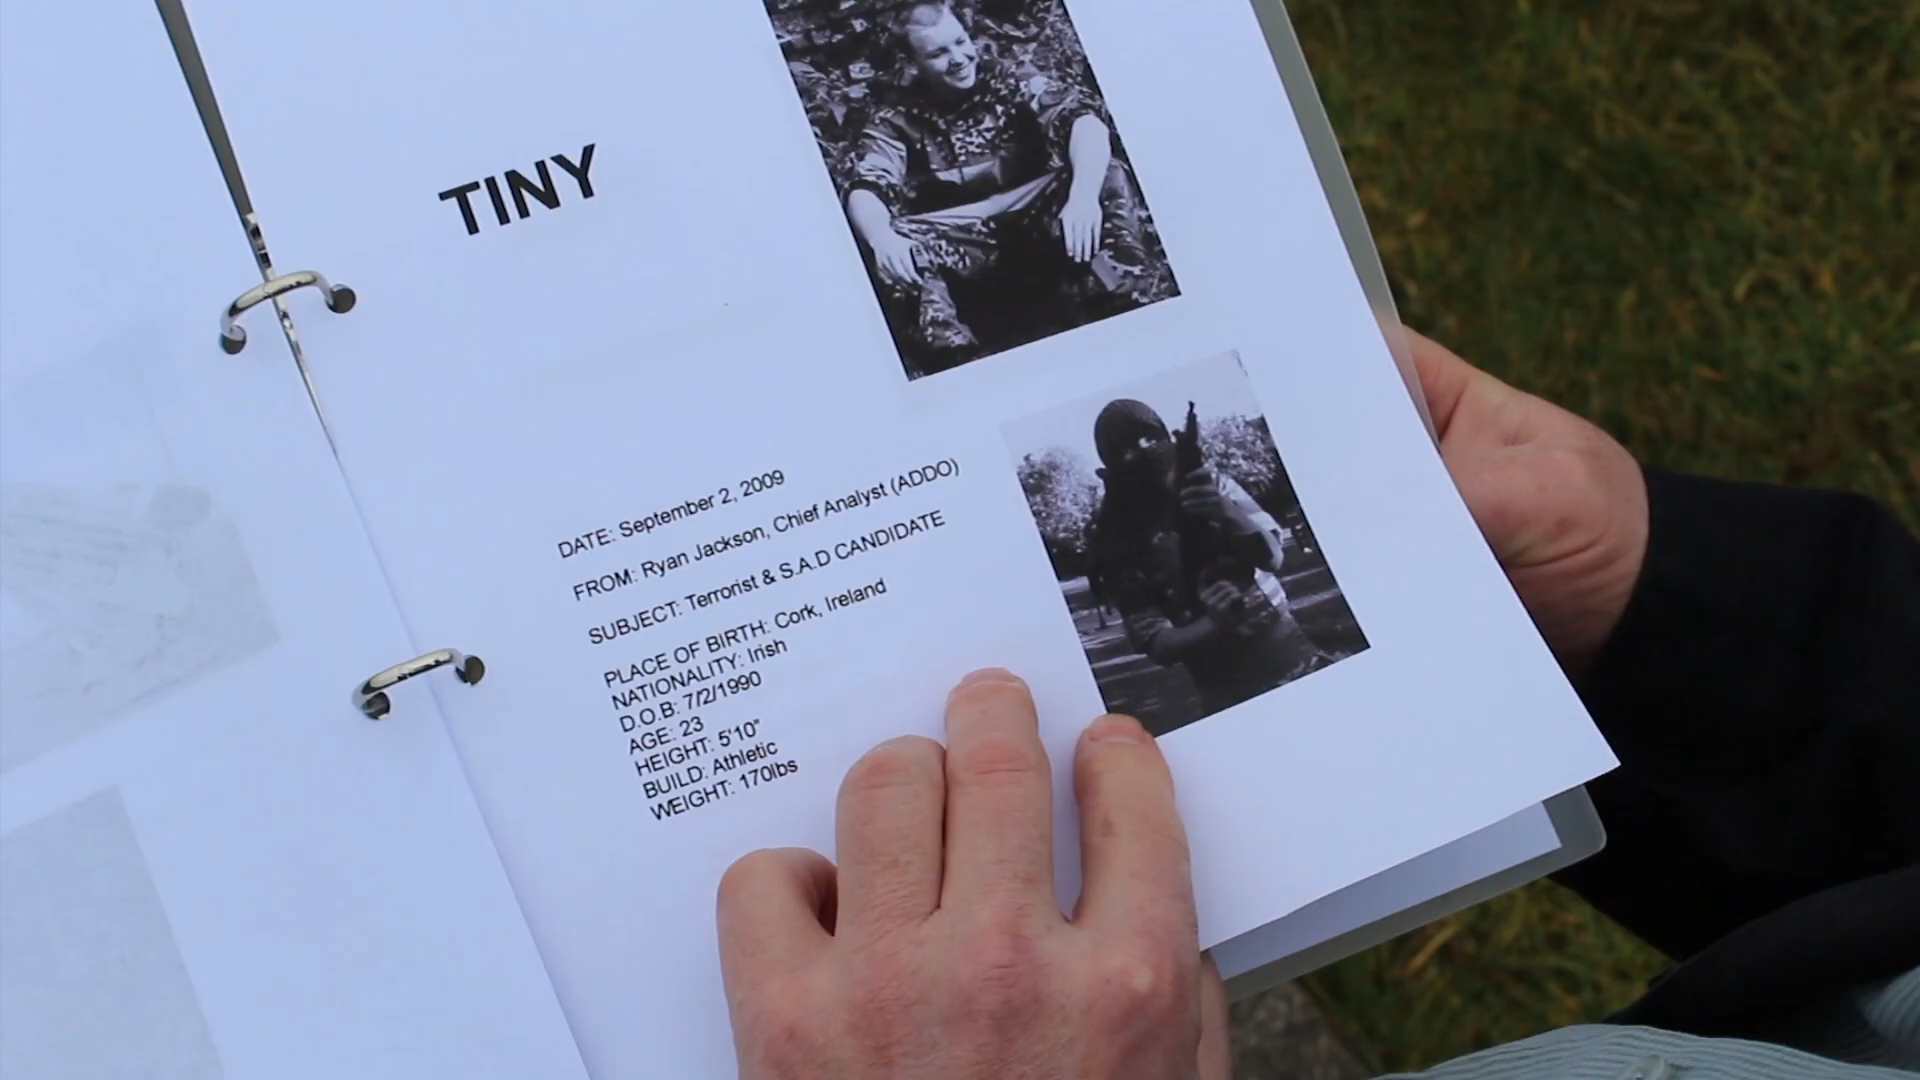 TINY
DATE: September 2, 2009
FROM: Ryan Jackson, Chief Analyst (ADDO)
SUBJECT: Terrorist & S.A.D CANDIDATE
PLACE OF BIRTH: Cork, Ireland
NATIONALITY: Irish
D.O.B: 7/2/1990
AGE: 23
HEIGHT: 5'10"
BUILD: Athletic
WEIGHT: 170lbs